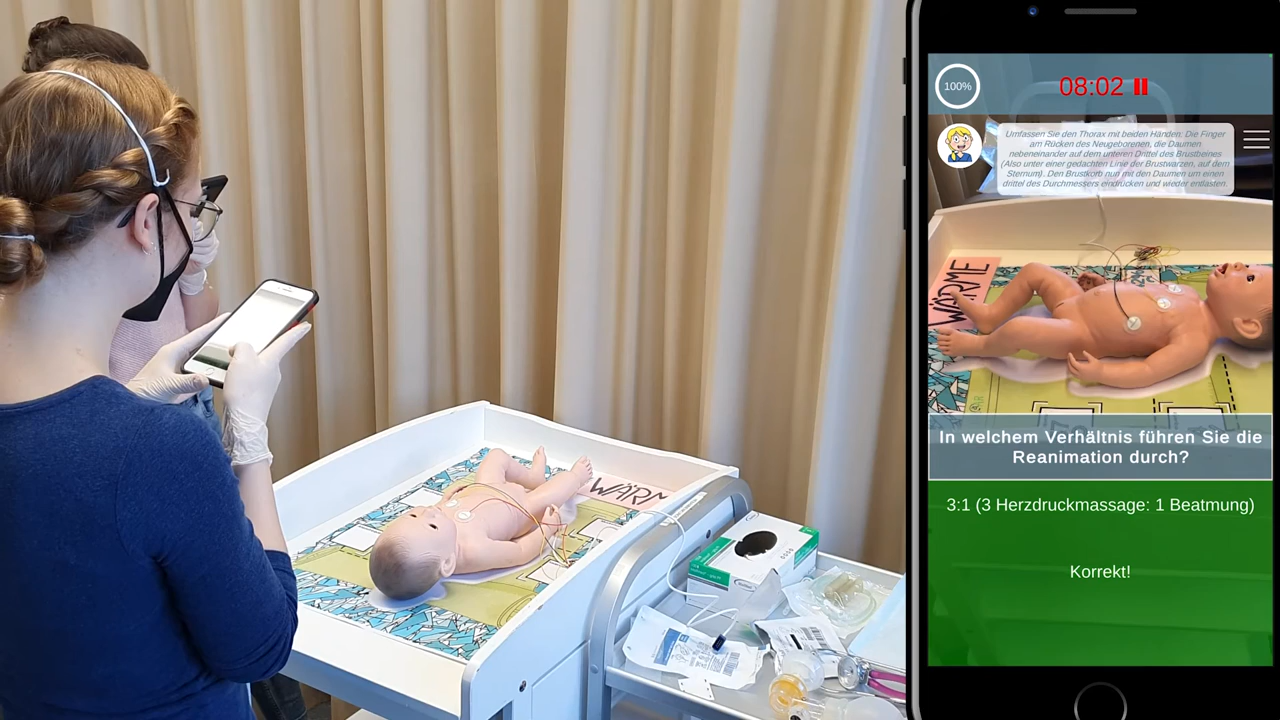 100%
08:02
Umfassen Sie den Thorax mit beiden Händen: Die Finger
am Rücken des Neugeborenen, die Daumen
nebeneinander auf dem unteren Drittel des Brustbeines
(Also unter einer gedachten Linie der Brustwarzen, auf dem
Sternum). Den Brustkorb nun mit den Daumen um einen
drittel des Durchmessers eindrücken und wieder entlasten.
WÄRME
In welchem Verhältnis führen Sie die
Reanimation durch?
3:1 (3 Herzdruckmassage: 1 Beatmung)
Korrekt!
WÄRM